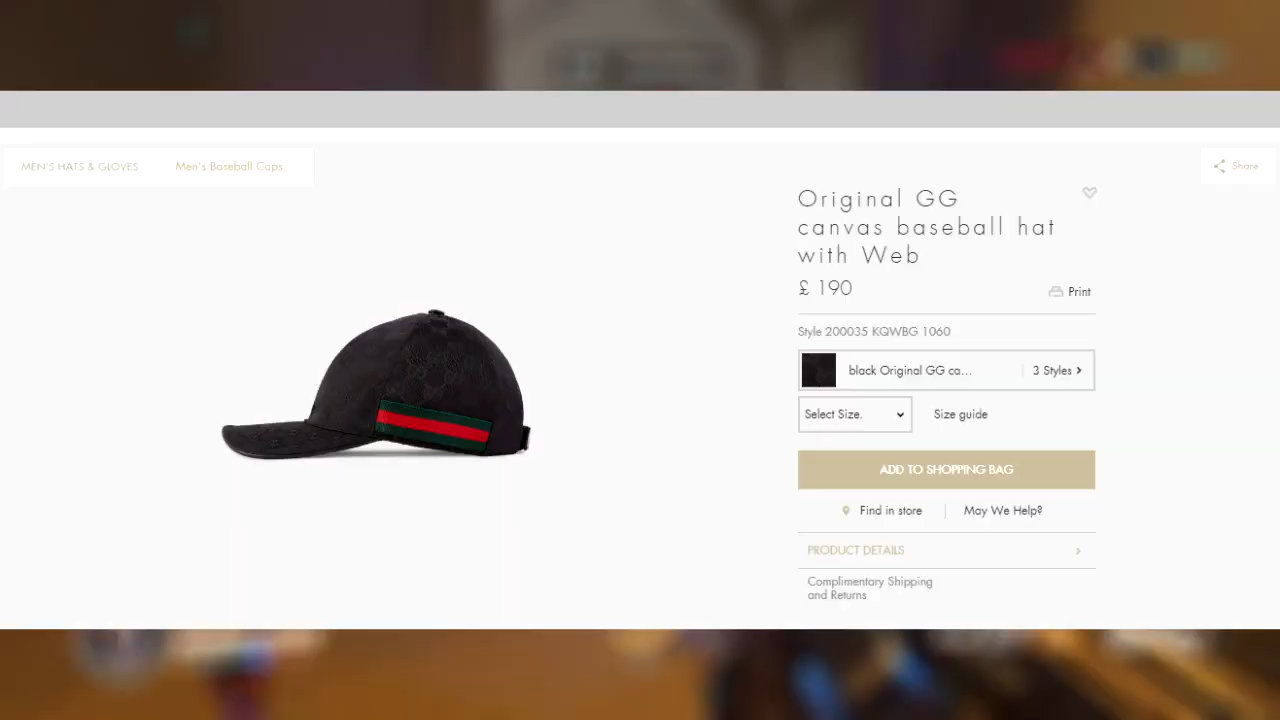 MEN'S HATS & GLOVES
Men's Baseball Caps
Share
Original GG
canvas baseball hat
with Web
£ 190
Print
Style 200035 KQWBG 1060
black Original GG ca...
3 Styles
Select Size.
Size guide
ADD TO SHOPPING BAG
Find in store
May We Help?
PRODUCT DETAILS
Complimentary Shipping
and Returns